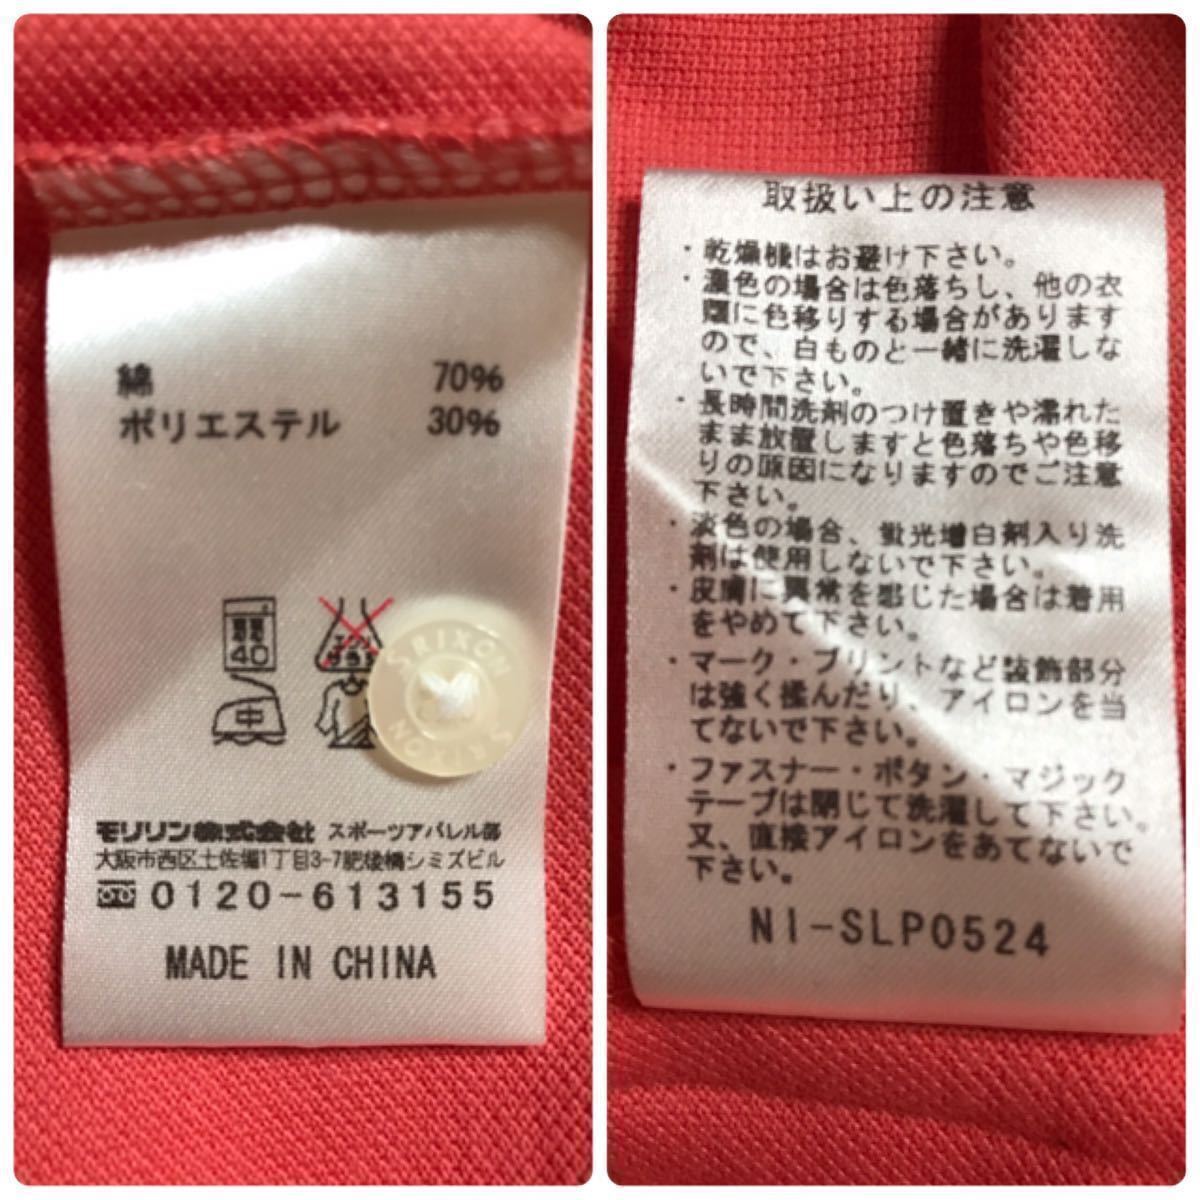 綿 70%
ポリエステル 30%
40
エンソ
サラシ
中
SRIXON
SRIXON
モリリン株式会社 スポーツアパレル部
大阪市西区土佐堀1丁目3-7肥後橋シミズビル
0120-613155
MADE IN CHINA
取扱い上の注意
・乾燥機はお避け下さい。
・濃色の場合は色落ちし、他の衣
類に色移りする場合があります
ので、白ものと一緒に洗濯しな
いで下さい。
・長時間洗剤のつけ置きや濡れた
まま放置しますと色落ちや色移
りの原因になりますのでご注意
下さい。
・淡色の場合、蛍光増白剤入り洗
剤は使用しないで下さい。
・皮膚に異常を感じた場合は着用
をやめて下さい。
・マーク・プリントなど装飾部分
は強く揉んだり、アイロンを当
てないで下さい。
・ファスナー・ボタン・マジック
テープは閉じて洗濯して下さい。
又、直接アイロンをあてないで
下さい。
NI-SLP0524